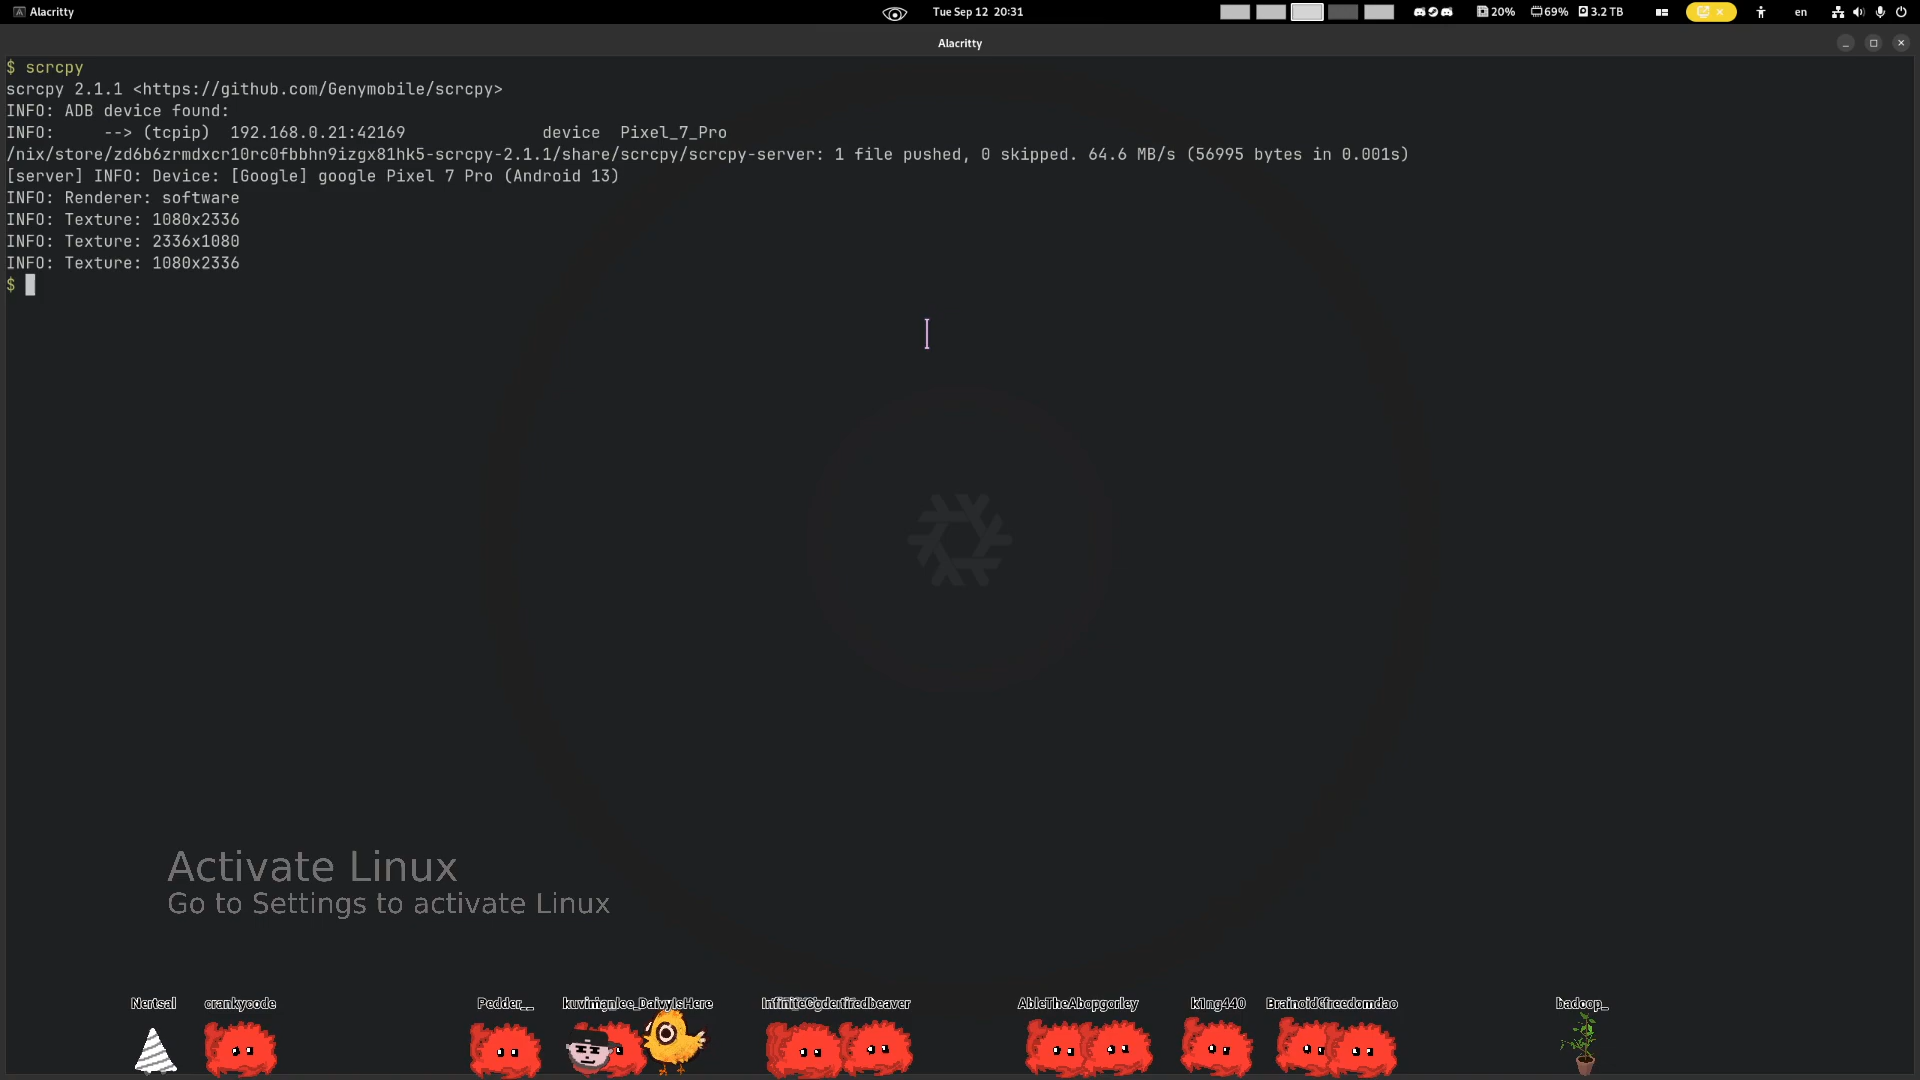 Alacritty
Tue Sep 12 20:31
20%
69%
3.2 TB
en
Alacritty
$ scrcpy
scrcpy 2.1.1 <https://github.com/Genymobile/scrcpy>
INFO: ADB device found:
INFO:     --> (tcpip)  192.168.0.21:42169              device  Pixel_7_Pro
/nix/store/zd6b6zrmdxcr10rc0fbbhn9izgx81hk5-scrcpy-2.1.1/share/scrcpy/scrcpy-server: 1 file pushed, 0 skipped. 64.6 MB/s (56995 bytes in 0.001s)
[server] INFO: Device: [Google] google Pixel 7 Pro (Android 13)
INFO: Renderer: software
INFO: Texture: 1080x2336
INFO: Texture: 2336x1080
INFO: Texture: 1080x2336
$
Activate Linux
Go to Settings to activate Linux
Nertsal
crankycode
Pedder__
DaivyIsHere
k1ng440
badcop_